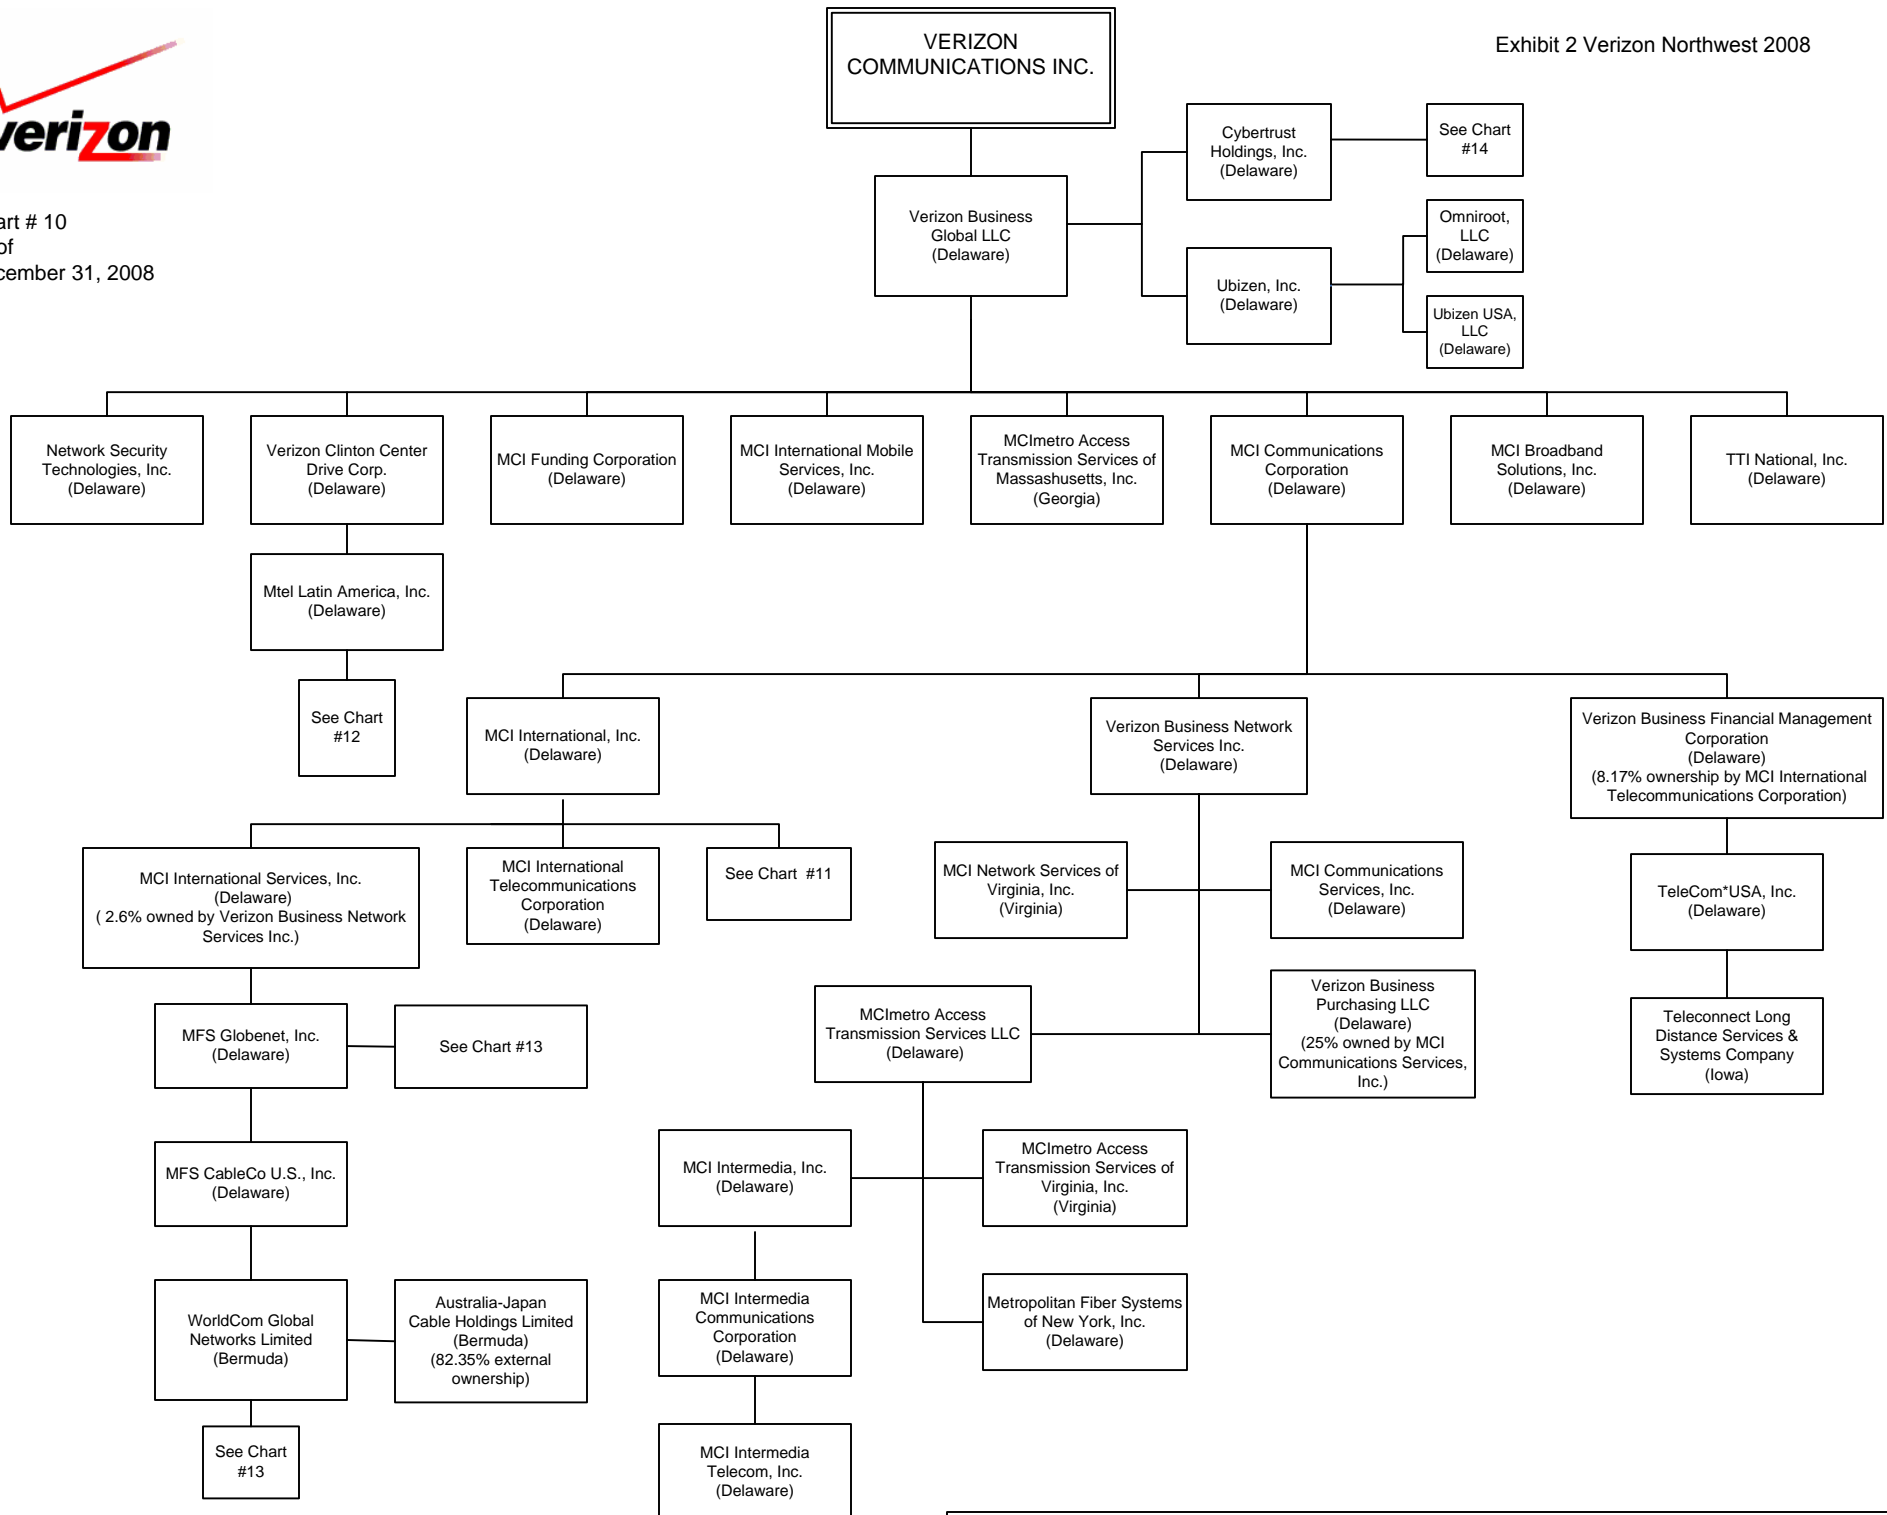 VERIZON
COMMUNICATIONS INC.
Exhibit 2 Verizon Northwest 2008
verizon
art # 10
of
cember 31, 2008
Cybertrust
Holdings, Inc.
(Delaware)
See Chart
#14
Verizon Business
Global LLC
(Delaware)
Omniroot,
LLC
(Delaware)
Ubizen, Inc.
(Delaware)
Ubizen USA,
LLC
(Delaware)
Network Security
Technologies, Inc.
(Delaware)
Verizon Clinton Center
Drive Corp.
(Delaware)
MCI Funding Corporation
(Delaware)
MCI International Mobile
Services, Inc.
(Delaware)
MCImetro Access
Transmission Services of
Massashusetts, Inc.
(Georgia)
MCI Communications
Corporation
(Delaware)
MCI Broadband
Solutions, Inc.
(Delaware)
TTI National, Inc.
(Delaware)
Mtel Latin America, Inc.
(Delaware)
See Chart
#12
MCI International, Inc.
(Delaware)
Verizon Business Network
Services Inc.
(Delaware)
Verizon Business Financial Management
Corporation
(Delaware)
(8.17% ownership by MCI International
Telecommunications Corporation)
MCI International Services, Inc.
(Delaware)
( 2.6% owned by Verizon Business Network
Services Inc.)
MCI International
Telecommunications
Corporation
(Delaware)
See Chart  #11
MCI Network Services of
Virginia, Inc.
(Virginia)
MCI Communications
Services, Inc.
(Delaware)
TeleCom*USA, Inc.
(Delaware)
MFS Globenet, Inc.
(Delaware)
See Chart #13
MCImetro Access
Transmission Services LLC
(Delaware)
Verizon Business
Purchasing LLC
(Delaware)
(25% owned by MCI
Communications Services,
Inc.)
Teleconnect Long
Distance Services &
Systems Company
(Iowa)
MFS CableCo U.S., Inc.
(Delaware)
MCI Intermedia, Inc.
(Delaware)
MCImetro Access
Transmission Services of
Virginia, Inc.
(Virginia)
WorldCom Global
Networks Limited
(Bermuda)
Australia-Japan
Cable Holdings Limited
(Bermuda)
(82.35% external
ownership)
MCI Intermedia
Communications
Corporation
(Delaware)
Metropolitan Fiber Systems
of New York, Inc.
(Delaware)
See Chart
#13
MCI Intermedia
Telecom, Inc.
(Delaware)